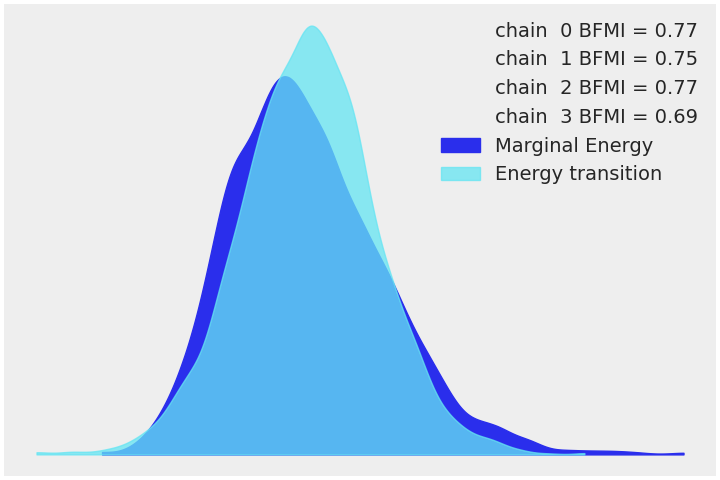 chain  0 BFMI = 0.77
chain  1 BFMI = 0.75
chain  2 BFMI = 0.77
chain  3 BFMI = 0.69
Marginal Energy
Energy transition